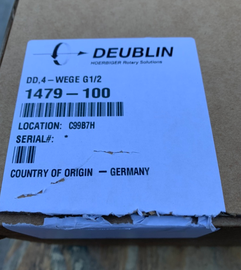 DEUBLIN
HOERBIGER Rotary Solutions
DD,4-WEGE G1/2
1479-100
LOCATION: C99B7H
SERIAL#: *
COUNTRY OF ORIGIN - GERMANY